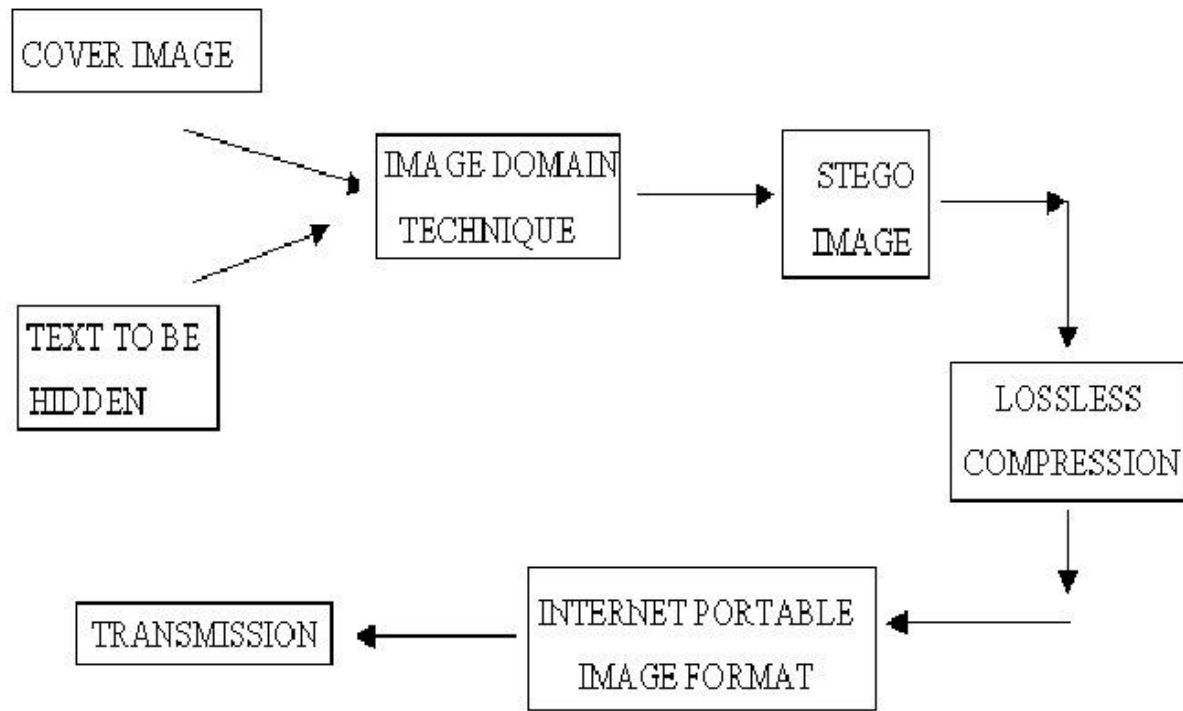 COVER IMAGE
IMAGE DOMAIN
TECHNIQUE
STEGO
IMAGE
TEXT TO BE
HIDDEN
LOSSLESS
COMPRESSION
INTERNET PORTABLE
IMAGE FORMAT
TRANSMISSION